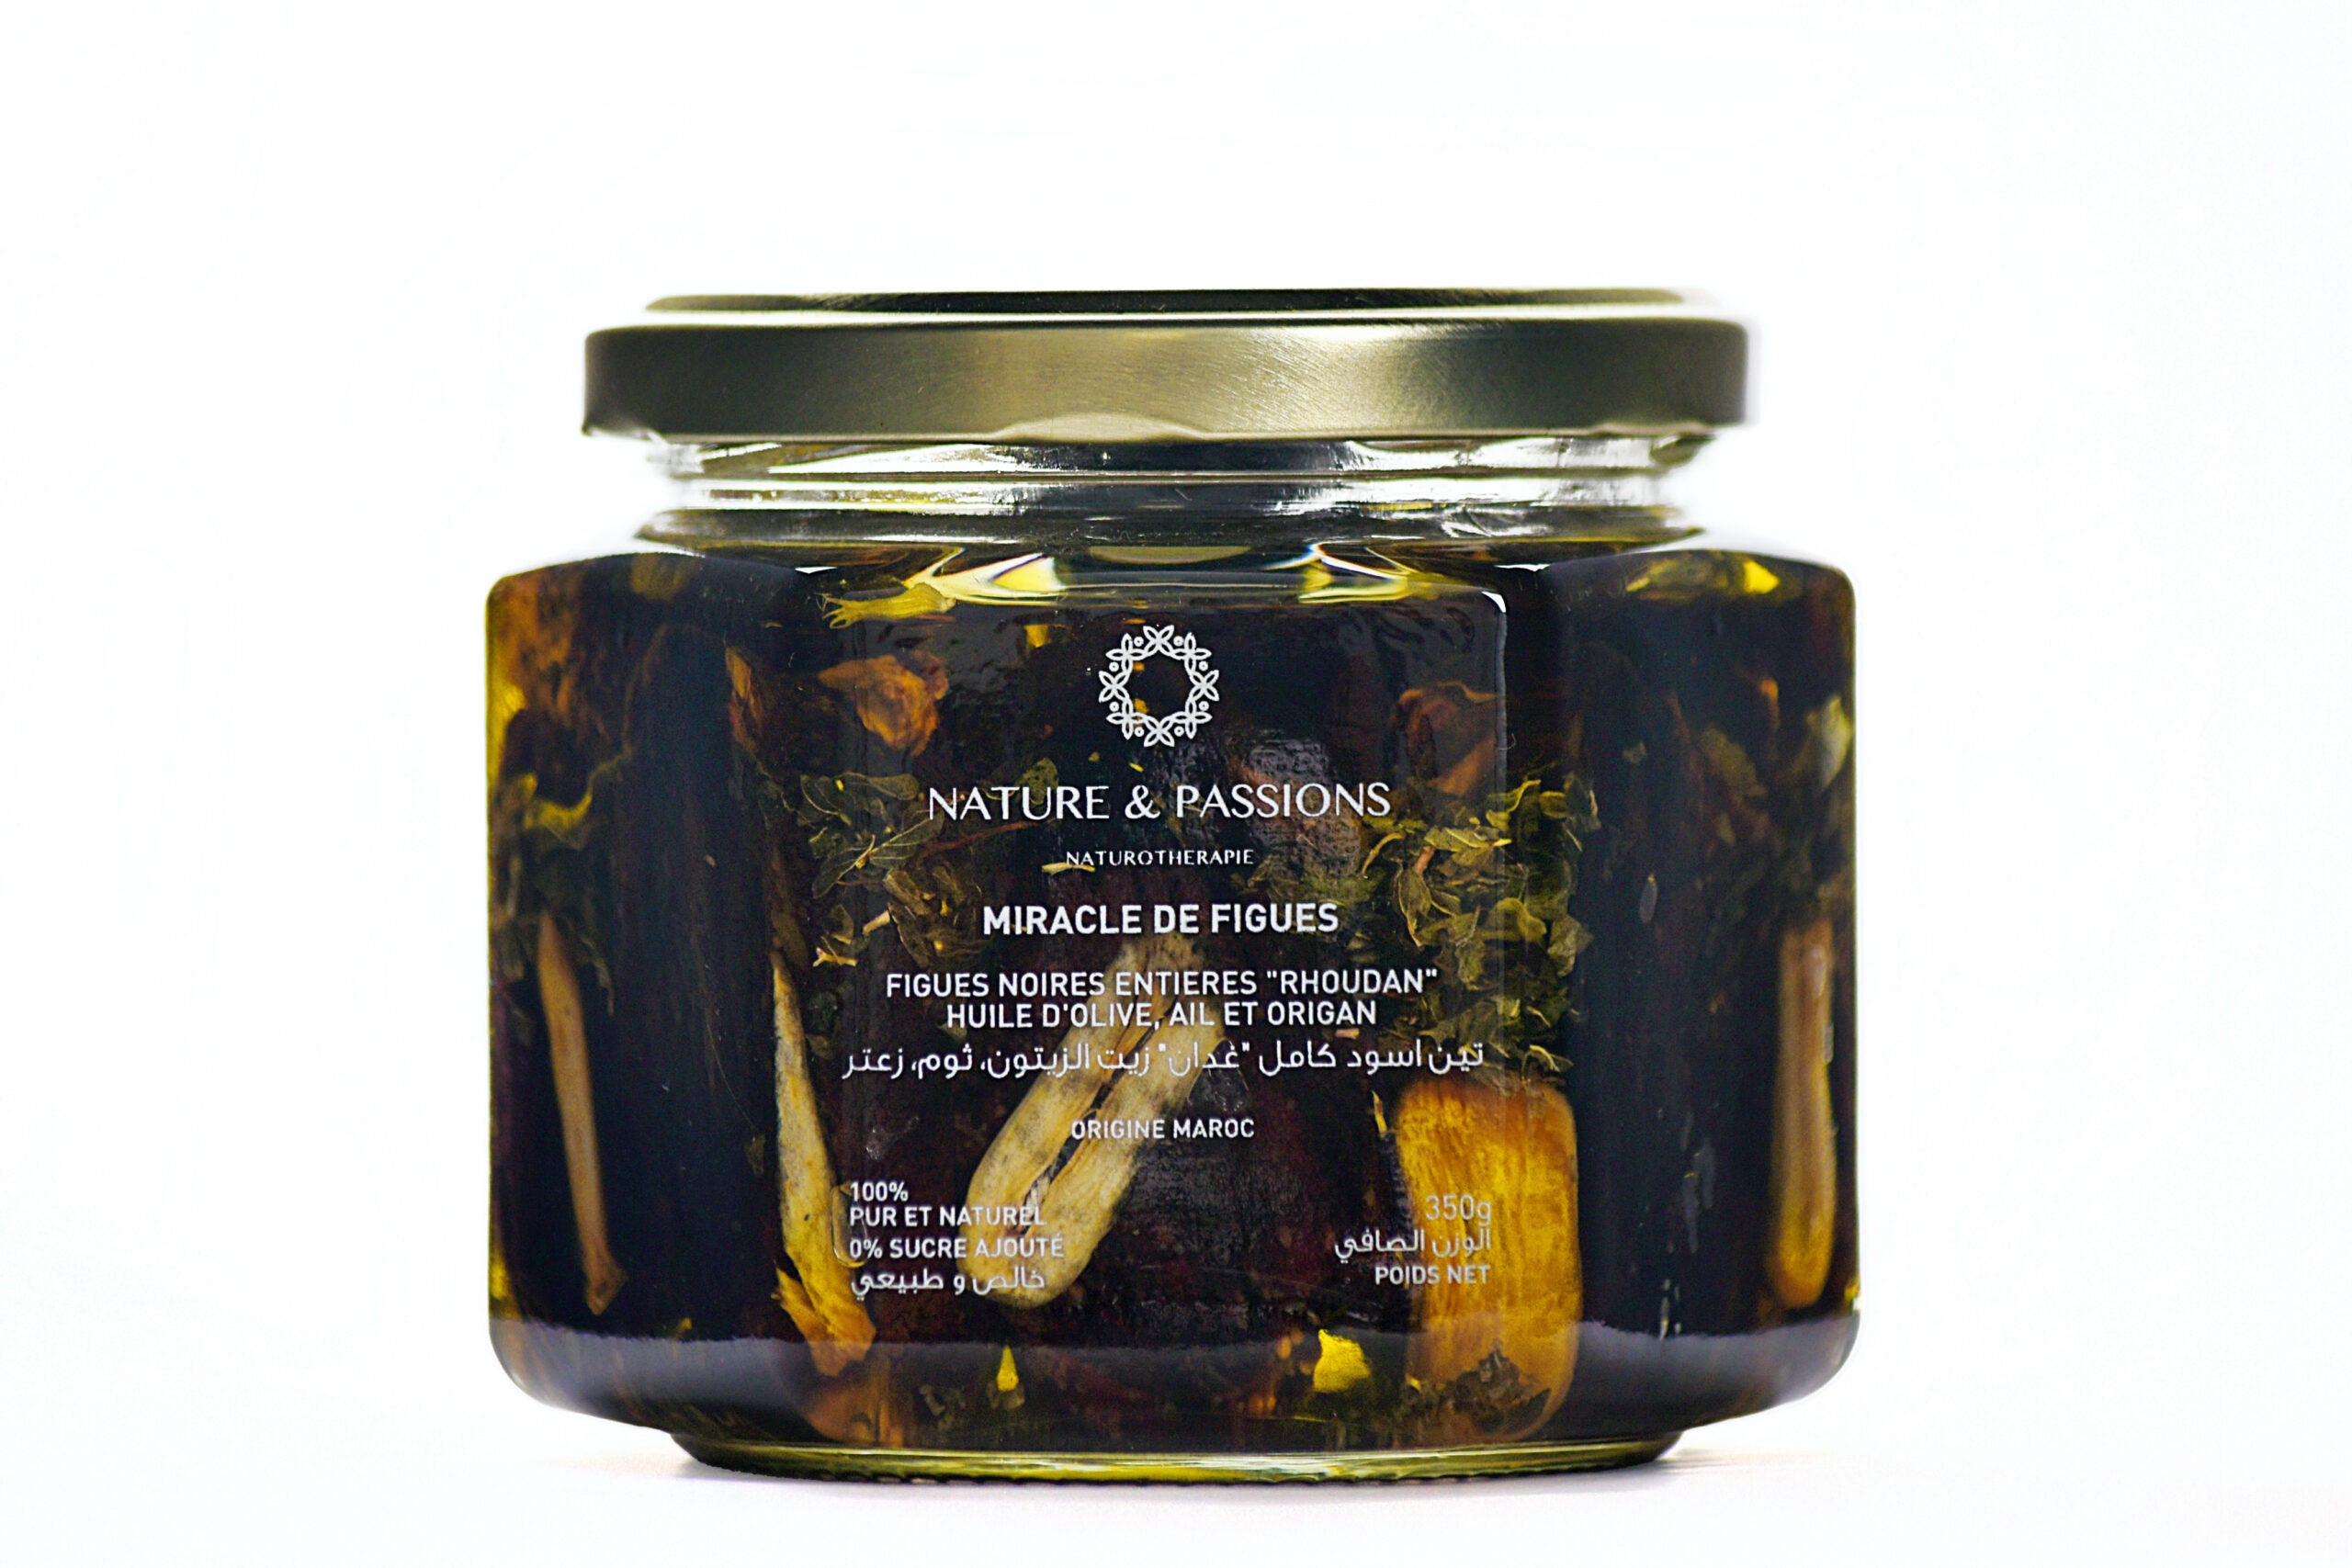 NATURE & PASSIONS
NATUROTHERAPIE
MIRACLE DE FIGUES
FIGUES NOIRES ENTIERES "RHOUDAN"
HUILE D'OLIVE, AIL ET ORIGAN
تين اسود كامل "غدان" زيت الزيتون، ثوم، زعتر
ORIGINE MAROC
100%
PUR ET NATUREL
0% SUCRE AJOUTÉ
خالص و طبيعي
350g
الوزن الصافي
POIDS NET